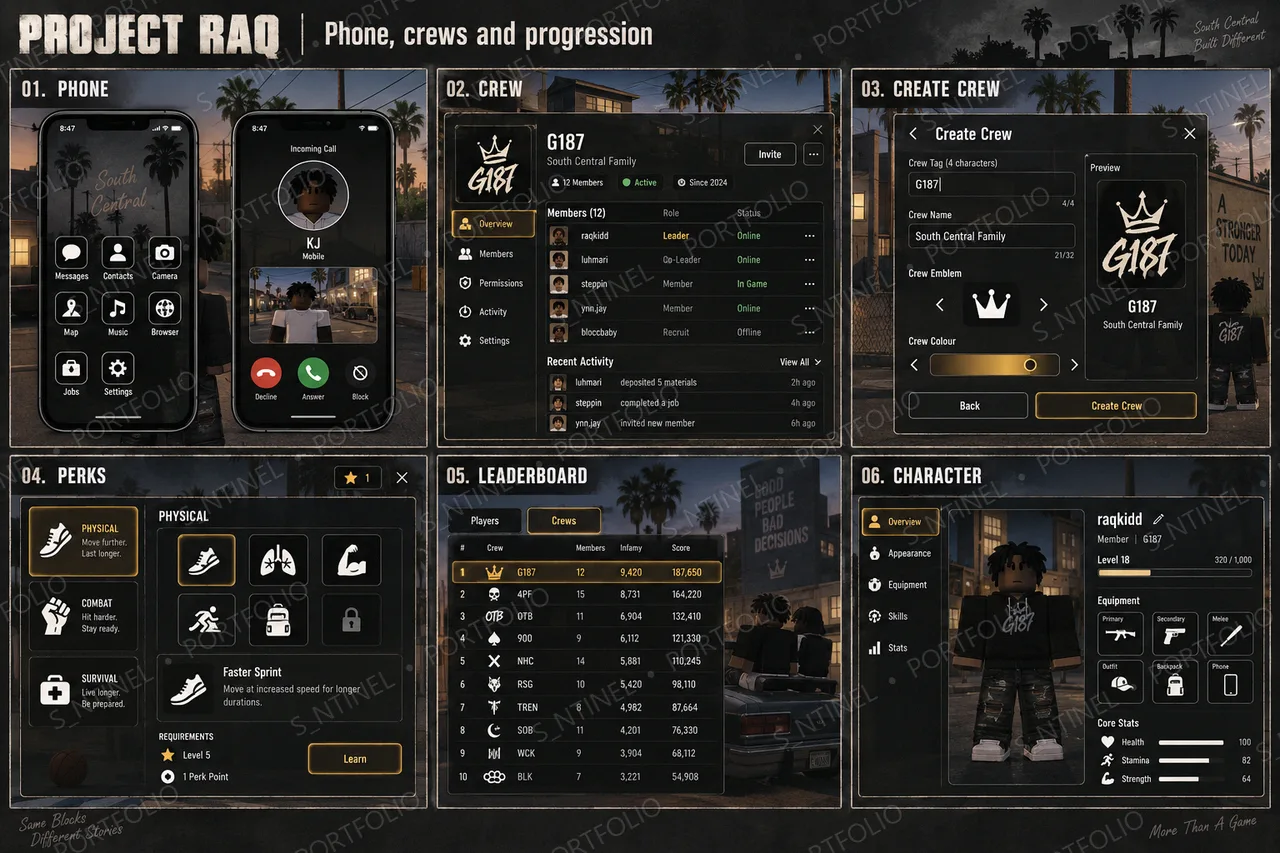 PROJECT RAQ
Phone, crews and progression
South Central
Built Different
01. PHONE
8:47
South
Central
Messages
Contacts
Camera
Map
Music
Browser
Jobs
Settings
8:47
Incoming Call
KJ
Mobile
Decline
Answer
Block
02. CREW
G187
G187
South Central Family
12 Members
Active
Since 2024
Invite
Overview
Members
Permissions
Activity
Settings
Members (12) Role Status
raqkidd Leader Online
luhmari Co-Leader Online
steppin Member In Game
ynn.jay Member Online
bloccbaby Recruit Offline
Recent Activity View All
luhmari deposited 5 materials 2h ago
steppin completed a job 4h ago
ynn.jay invited new member 6h ago
03. CREATE CREW
Create Crew
Crew Tag (4 characters)
G187
4/4
Crew Name
South Central Family
21/32
Crew Emblem
Crew Colour
Back
Create Crew
Preview
G187
G187
South Central Family
A
STRONGER
TODAY
G187
04. PERKS
1
PHYSICAL
Move further.
Last longer.
COMBAT
Hit harder.
Stay ready.
SURVIVAL
Live longer.
Be prepared.
PHYSICAL
Faster Sprint
Move at increased speed for longer
durations.
REQUIREMENTS
Level 5
1 Perk Point
Learn
05. LEADERBOARD
Players
Crews
# Crew Members Infamy Score
1 G187 12 9,420 187,650
2 4PF 15 8,731 164,220
3 OTB OTB 11 6,904 132,410
4 900 9 6,112 121,330
5 NHC 14 5,881 110,245
6 RSG 10 5,420 98,110
7 TREN 8 4,982 87,664
8 SOB 11 4,201 76,330
9 WCK 9 3,904 68,112
10 BLK 7 3,221 54,908
GOOD
PEOPLE
BAD
DECISIONS
06. CHARACTER
Overview
Appearance
Equipment
Skills
Stats
G187
raqkidd
Member | G187
Level 18 320 / 1,000
Equipment
Primary
Secondary
Melee
Outfit
Backpack
Phone
Core Stats
Health 100
Stamina 82
Strength 64
Same Blocks
Different Stories
More Than A Game
S_NTINEL
PORTFOLIO